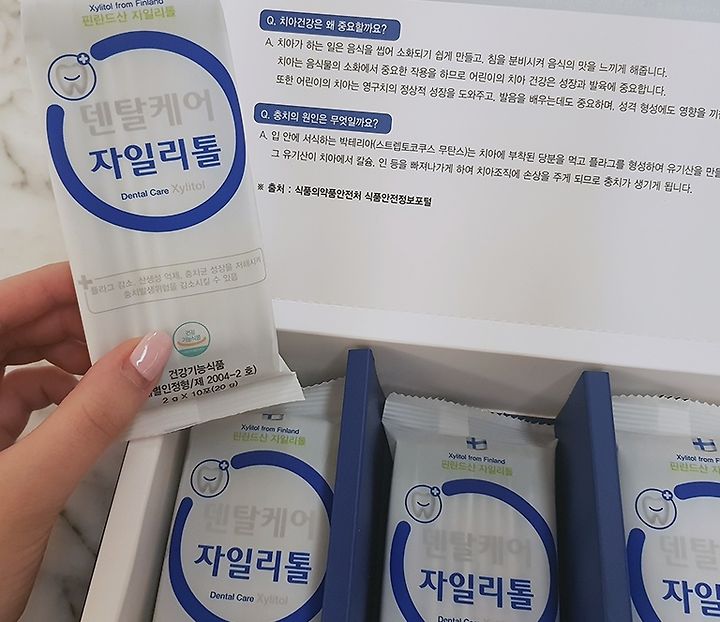 Xylitol from Finland
핀란드산 자일리톨
덴탈케어
자일리톨
Dental Care Xylitol
플라그 감소, 산생성 억제, 충치균 성장을 저해시켜
충치발생위험을 감소시킬 수 있음
건강
기능식품
건강기능식품
별인정형/제 2004-2 호)
2 g X 10포(20 g)
Q. 치아건강은 왜 중요할까요?
A. 치아가 하는 일은 음식을 씹어 소화되기 쉽게 만들고, 침을 분비시켜 음식의 맛을 느끼게 해줍니다.
치아는 음식물의 소화에서 중요한 작용을 하므로 어린이의 치아 건강은 성장과 발육에 중요합니다.
또한 어린이의 치아는 영구치의 정상적 성장을 도와주고, 발음을 배우는데도 중요하며, 성격 형성에도 영향을
Q. 충치의 원인은 무엇일까요?
A. 입 안에 서식하는 박테리아(스트렙토코쿠스 무탄스)는 치아에 부착된 당분을 먹고 플라그를 형성하여 유기산을
그 유기산이 치아에서 칼슘, 인 등을 빠져나가게 하여 치아조직에 손상을 주게 되므로 충치가 생기게 됩니다.
※ 출처 : 식품의약품안전처 식품안전정보포털
Xylitol from Finland
핀란드산 자일리톨
덴탈케어
자일리톨
Dental Care Xylitol
Xylitol from Finland
핀란드산 자일리톨
덴탈케어
자일리톨
Dental Care Xylitol
Xylitol from
핀란드산
덴탈
자일